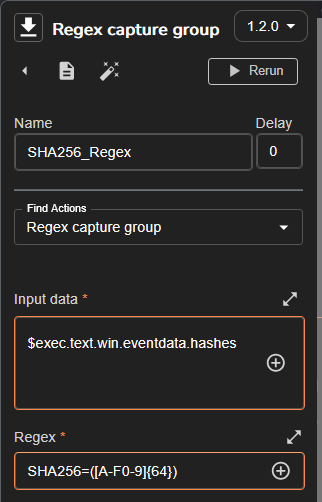 Regex capture group 1.2.0
Rerun
Name Delay
SHA256_Regex 0
Find Actions
Regex capture group
Input data *
$exec.text.win.eventdata.hashes
Regex *
SHA256=([A-F0-9]{64})